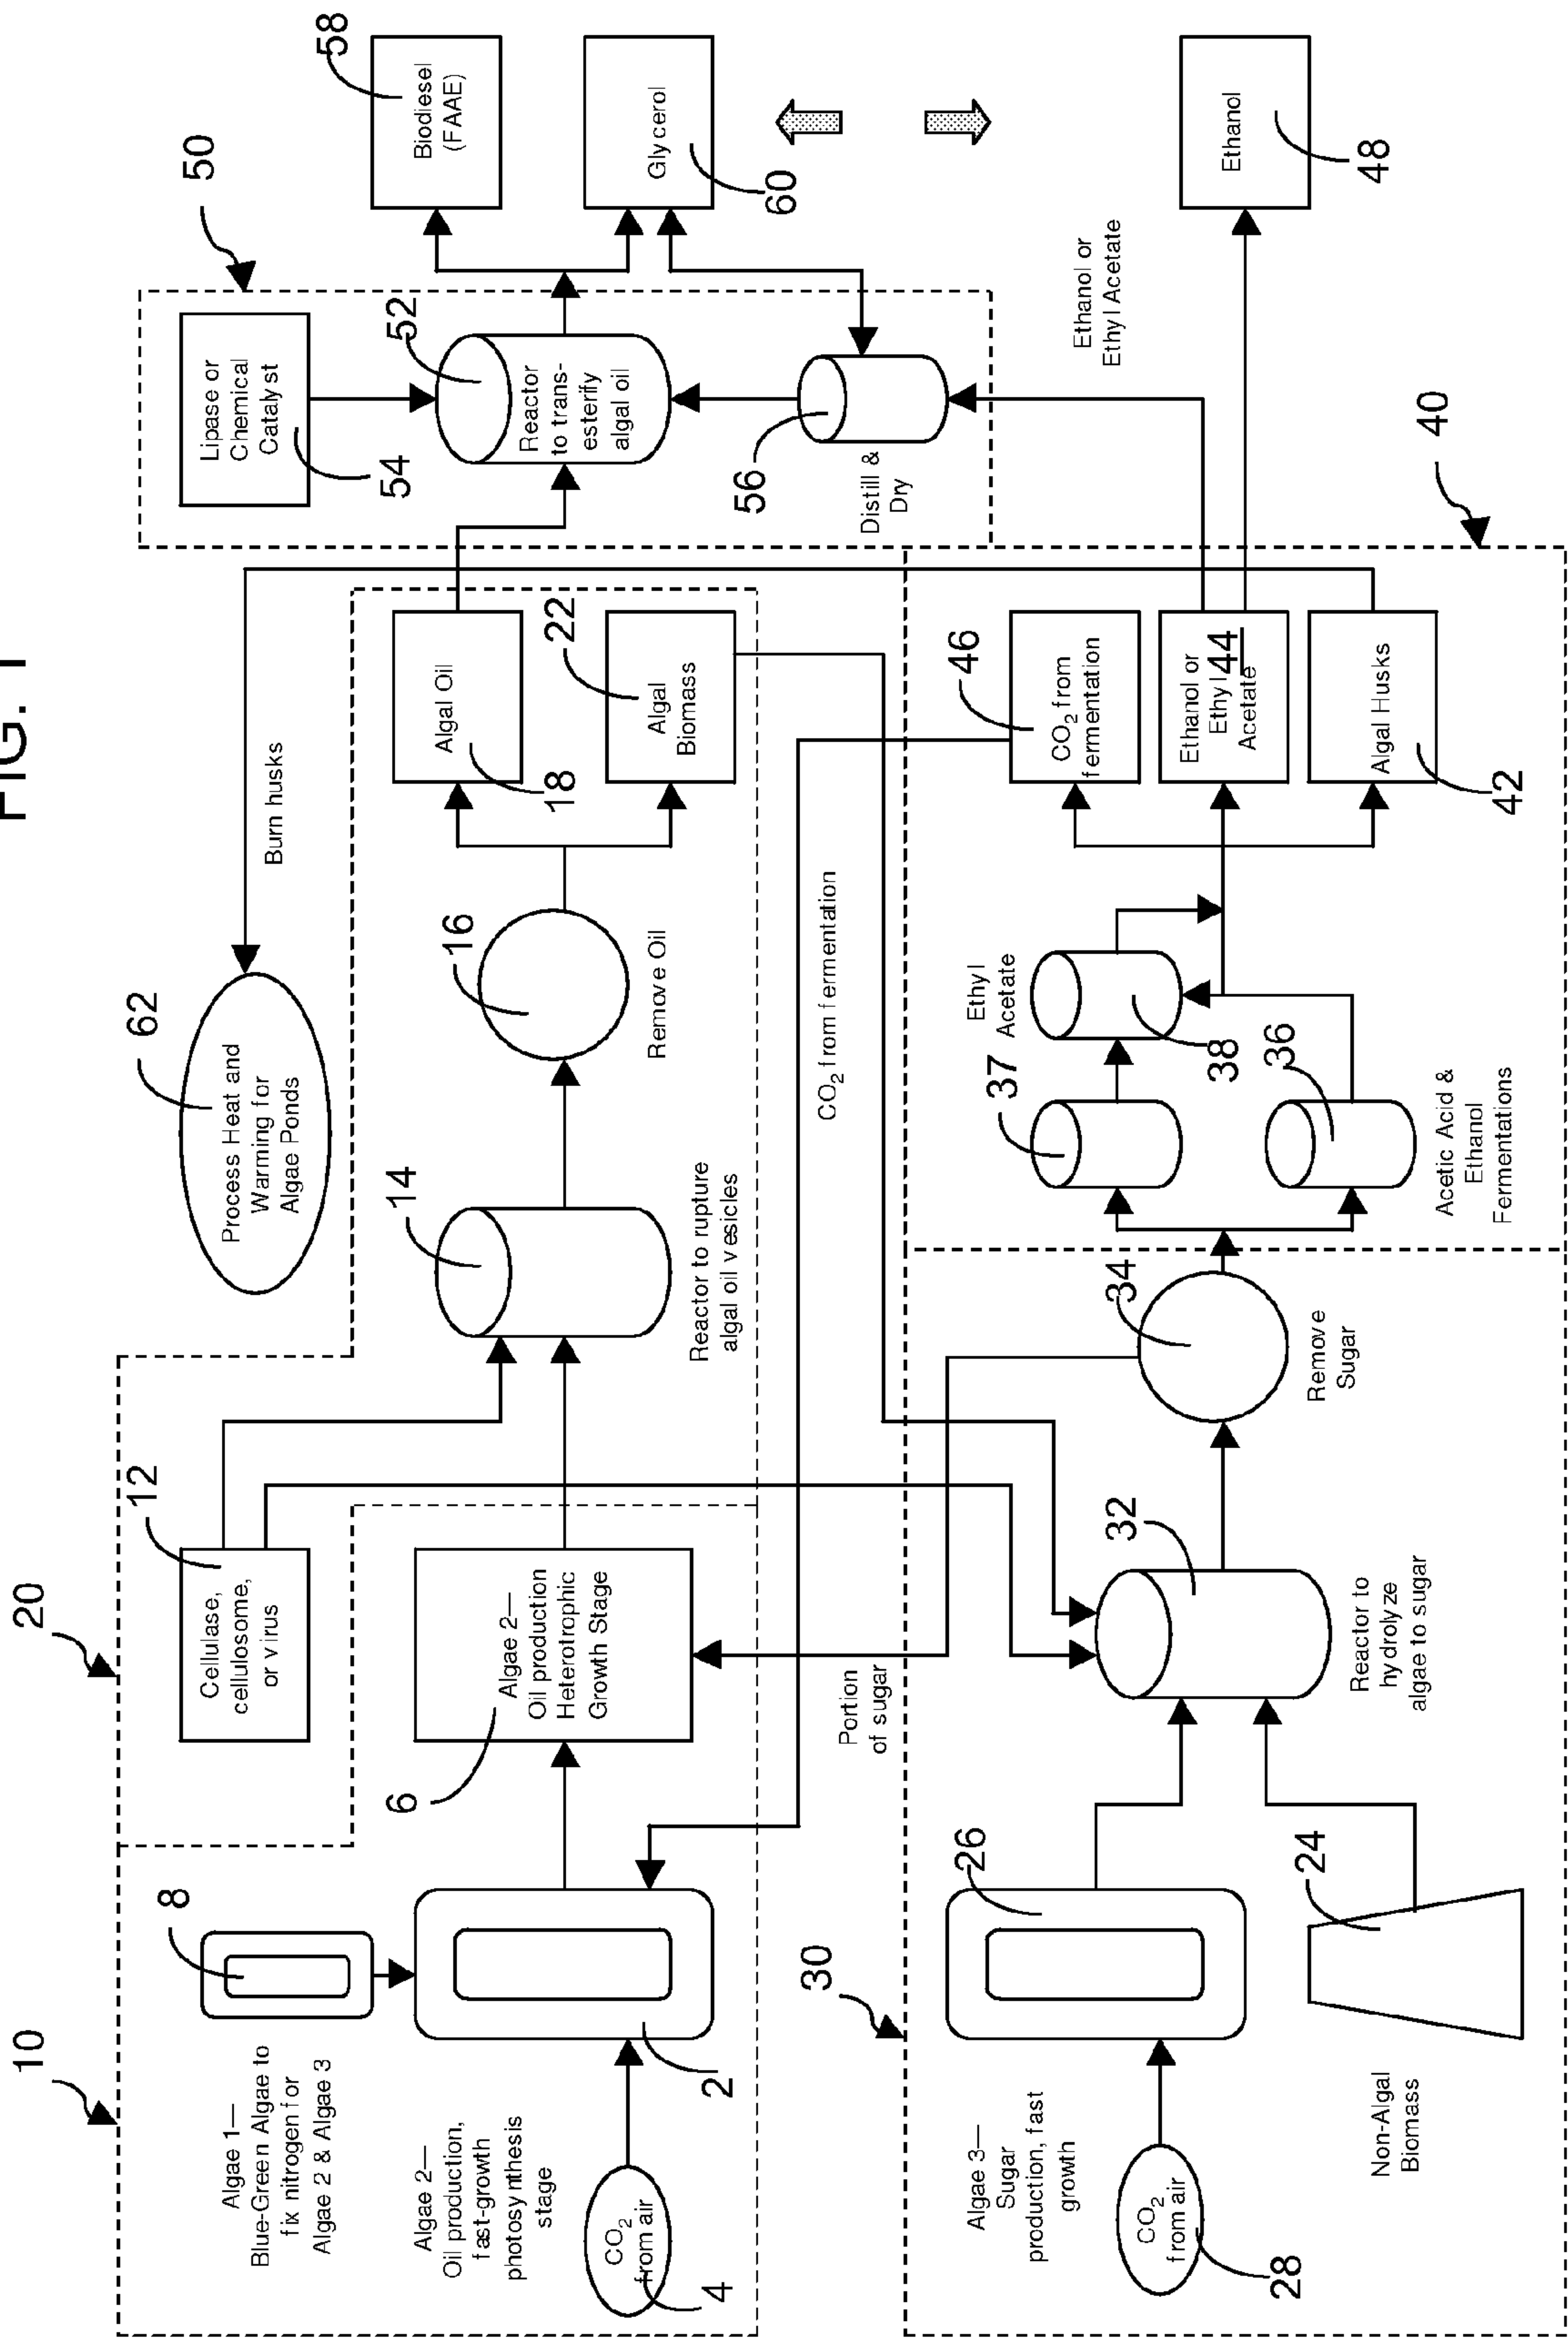 FIG. 1
10
20
50
Algae 1—
Blue-Green Algae to
fix nitrogen for
Algae 2 & Algae 3
8
Cellulase,
cellulosome,
or virus
12
Process Heat and
Warming for
Algae Ponds
62
Burn husks
Lipase or
Chemical
Catalyst
54
Biodiesel
(FAAE)
58
Algae 2—
Oil production,
fast-growth
photosynthesis
stage
CO2
from air
4
2
6
Algae 2—
Oil production
Heterotrophic
Growth Stage
14
Reactor to rupture
algal oil vesicles
16
Remove Oil
Algal Oil
18
22
Algal
Biomass
52
Reactor
to trans-
esterify
algal oil
56
Distill &
Dry
Glycerol
60
Portion
of sugar
CO2 from fermentation
30
40
Algae 3—
Sugar
production, fast
growth
CO2
from air
28
26
Non-Algal
Biomass
24
32
Reactor to
hydrolyze
algae to sugar
34
Remove
Sugar
37
Ethyl
Acetate
38
36
Acetic Acid &
Ethanol
Fermentations
46
CO2 from
fermentation
Ethanol or
Ethyl
Acetate
44
Algal Husks
42
Ethanol or
Ethyl Acetate
Ethanol
48